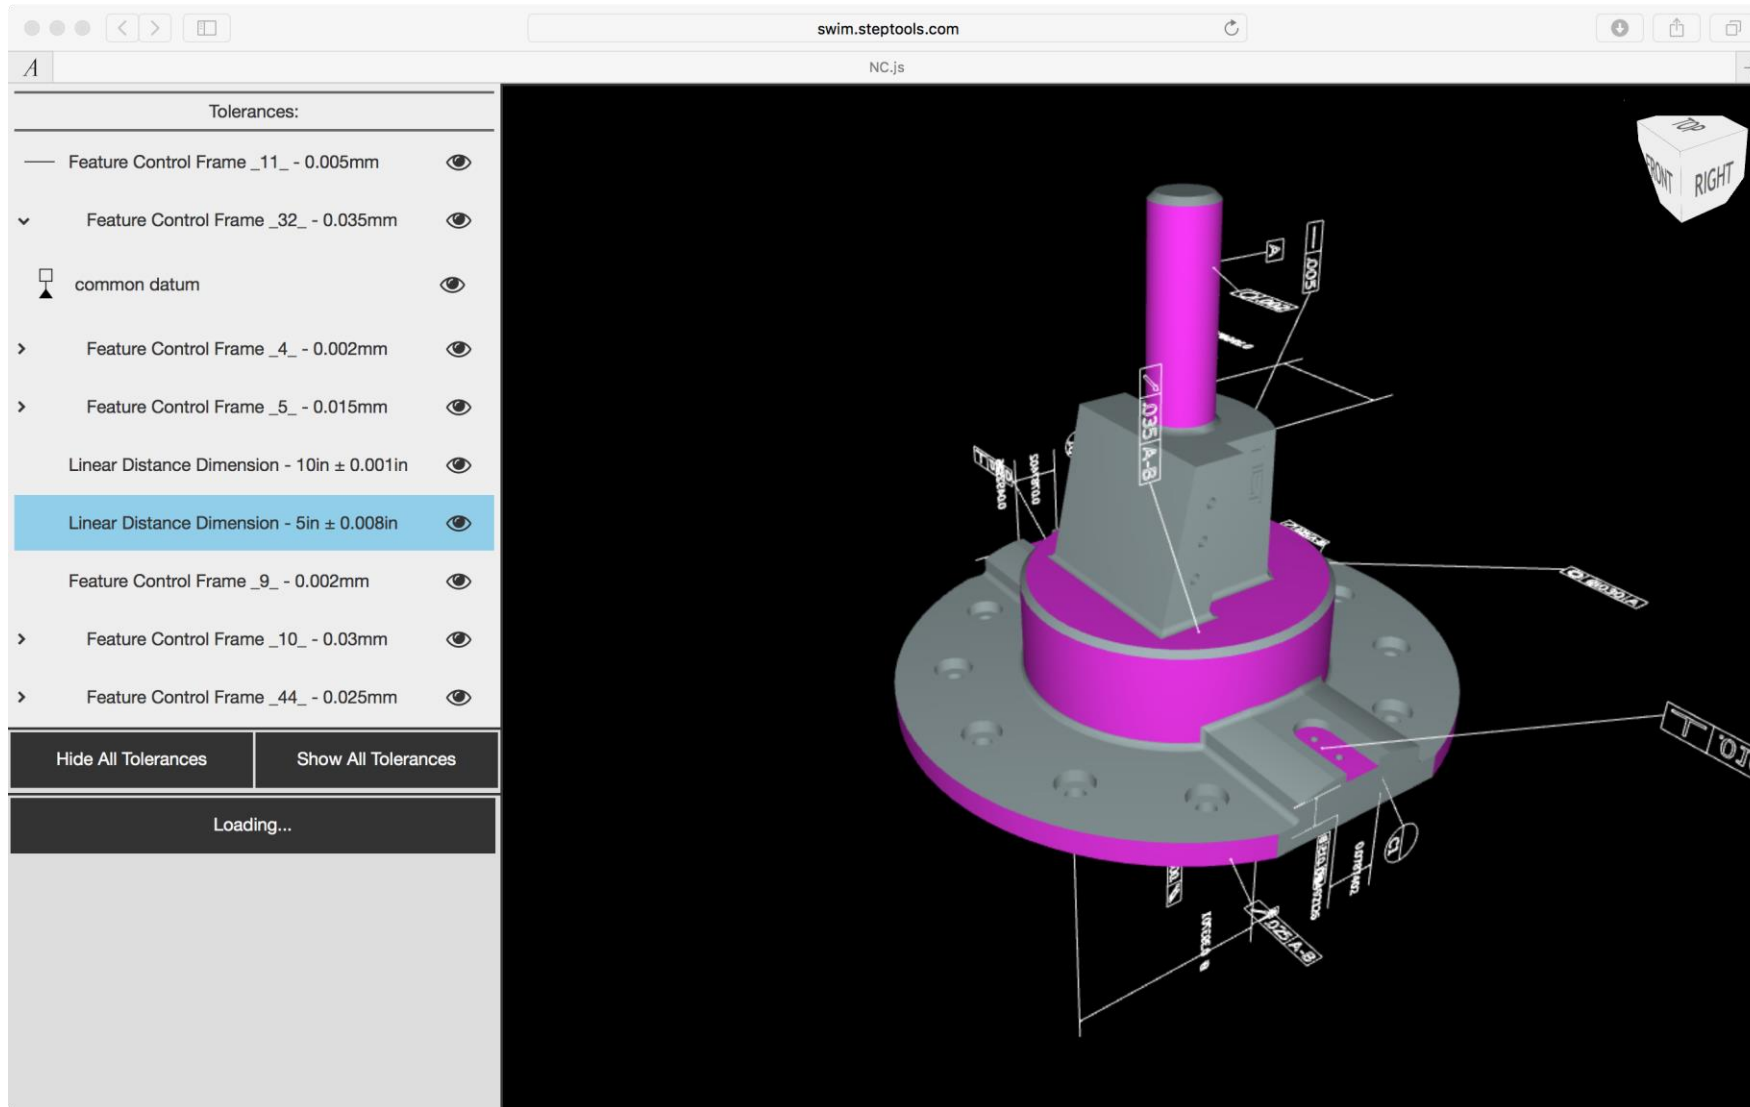 swim.steptools.com
A
NC.js
Tolerances:
Feature Control Frame _11_ - 0.005mm
Feature Control Frame _32_ - 0.035mm
common datum
Feature Control Frame _4_ - 0.002mm
Feature Control Frame _5_ - 0.015mm
Linear Distance Dimension - 10in ± 0.001in
Linear Distance Dimension - 5in ± 0.008in
Feature Control Frame _9_ - 0.002mm
Feature Control Frame _10_ - 0.03mm
Feature Control Frame _44_ - 0.025mm
Hide All Tolerances
Show All Tolerances
Loading...
TOP
FRONT
RIGHT
A
.005
.002
.035 A-B
.030 A
C1
.025 A-B